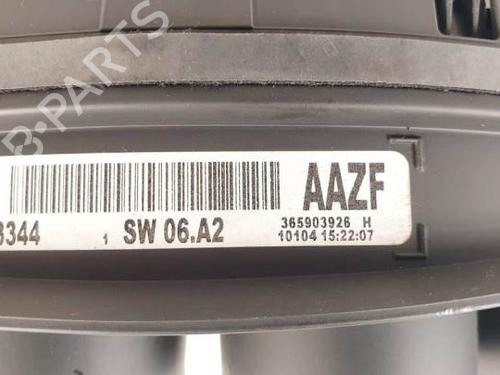 B-PARTS
AAZF
3344 1 SW 06.A2
365903926 H
10104 15:22:07